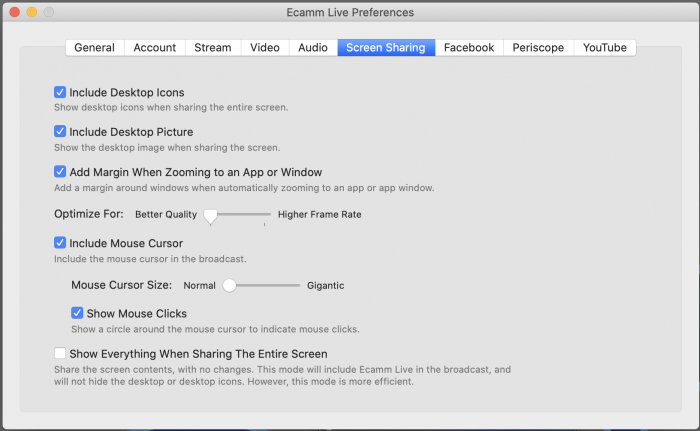 Ecamm Live Preferences
General Account Stream Video Audio Screen Sharing Facebook Periscope YouTube
Include Desktop Icons
Show desktop icons when sharing the entire screen.
Include Desktop Picture
Show the desktop image when sharing the screen.
Add Margin When Zooming to an App or Window
Add a margin around windows when automatically zooming to an app or app window.
Optimize For: Better Quality Higher Frame Rate
Include Mouse Cursor
Include the mouse cursor in the broadcast.
Mouse Cursor Size: Normal Gigantic
Show Mouse Clicks
Show a circle around the mouse cursor to indicate mouse clicks.
Show Everything When Sharing The Entire Screen
Share the screen contents, with no changes. This mode will include Ecamm Live in the broadcast, and
will not hide the desktop or desktop icons. However, this mode is more efficient.